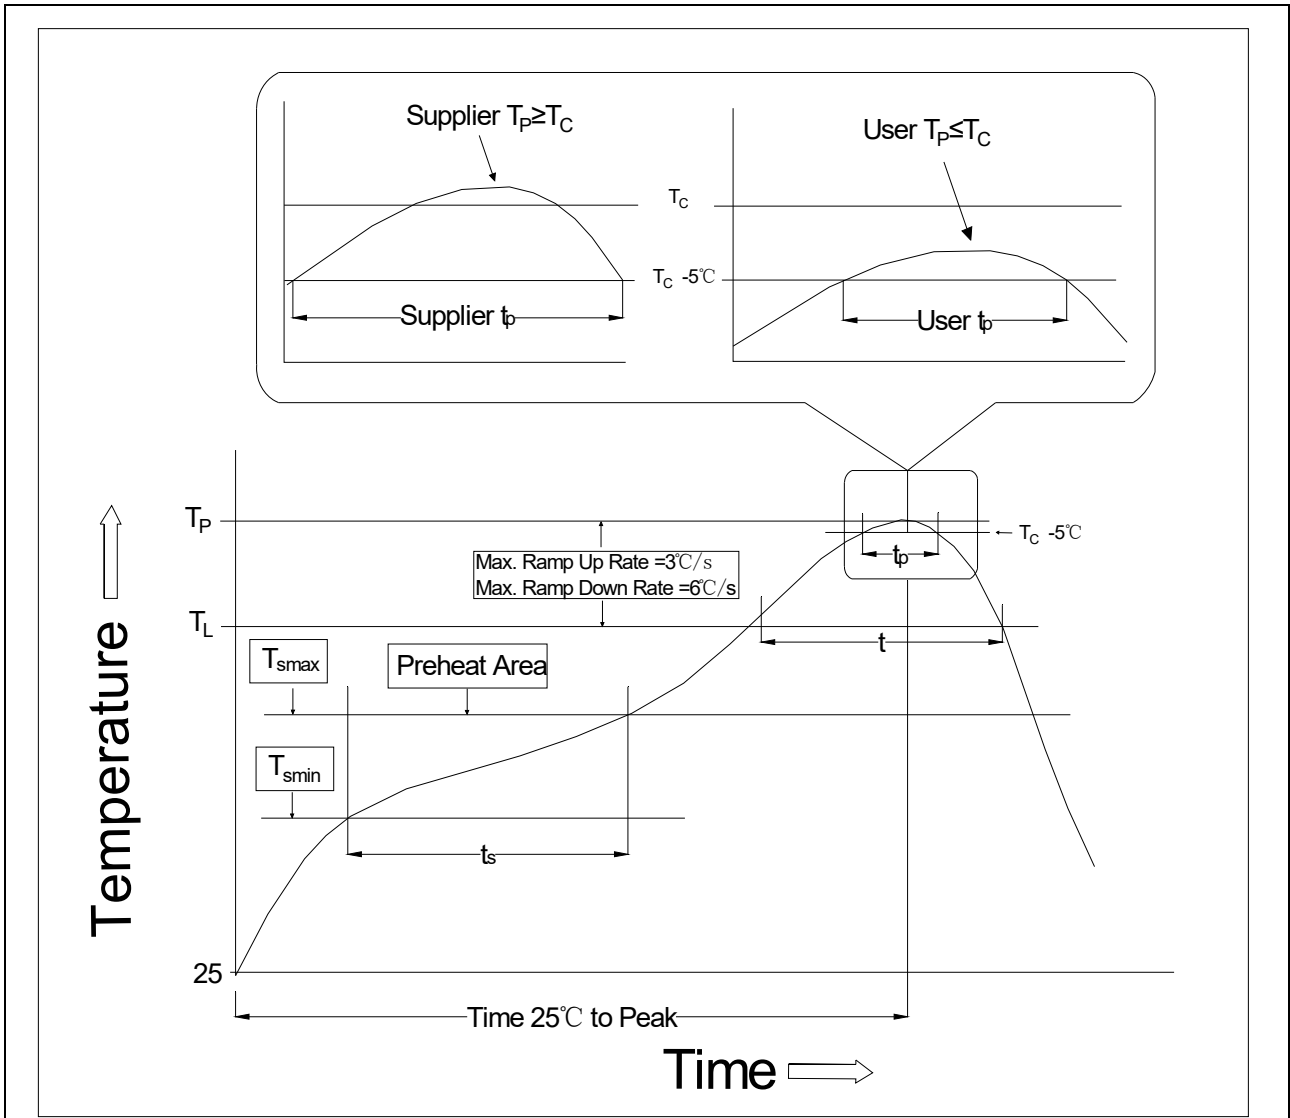 Supplier TP≥TC
User TP≤TC
TC
TC -5℃
Supplier tp
User tp
TP
TC -5℃
tp
Max. Ramp Up Rate =3℃/s
Max. Ramp Down Rate =6℃/s
TL
t
Tsmax
Preheat Area
Tsmin
ts
Temperature
25
Time 25℃ to Peak
Time